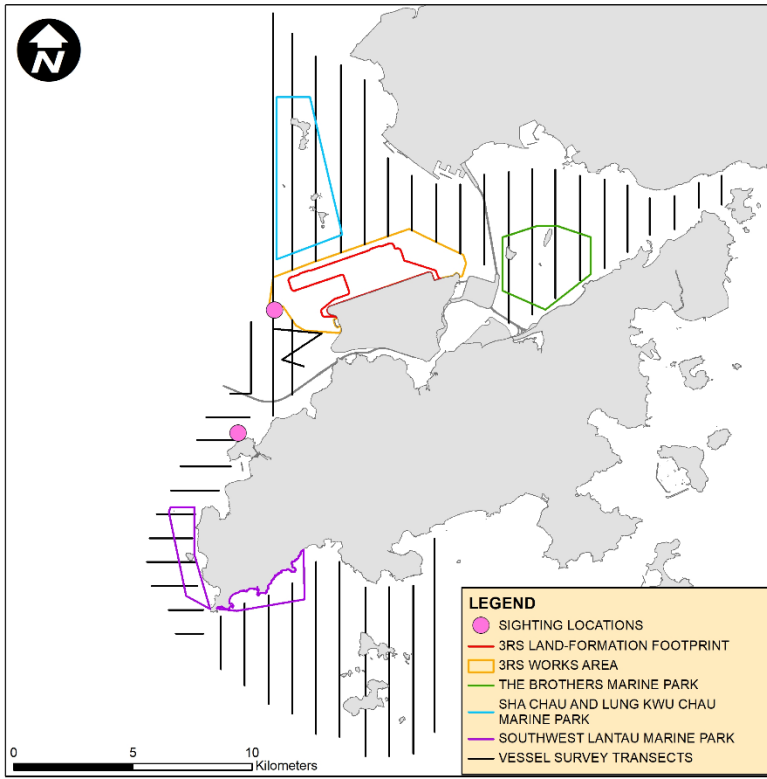 N
LEGEND
SIGHTING LOCATIONS
3RS LAND-FORMATION FOOTPRINT
3RS WORKS AREA
THE BROTHERS MARINE PARK
SHA CHAU AND LUNG KWU CHAU
MARINE PARK
SOUTHWEST LANTAU MARINE PARK
VESSEL SURVEY TRANSECTS
0 5 10
Kilometers